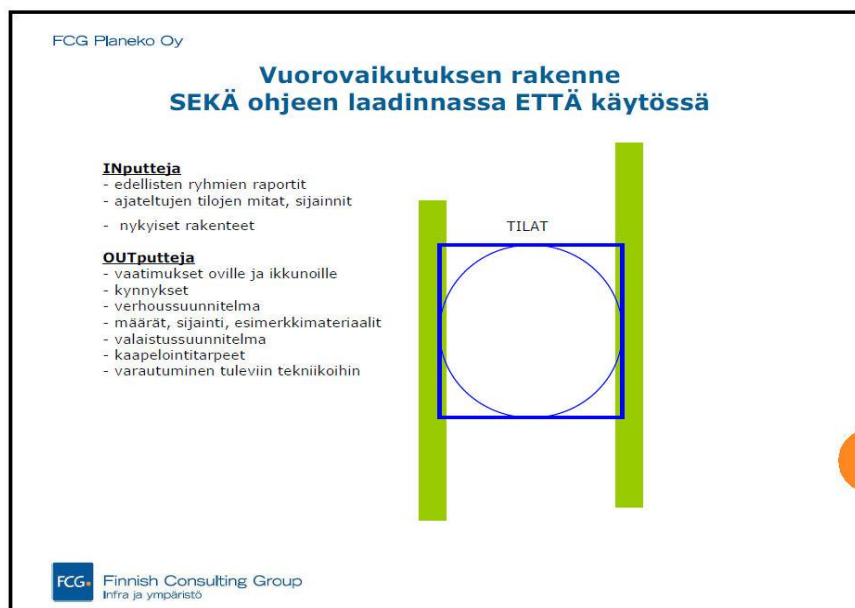 FCG Planeko Oy
Vuorovaikutuksen rakenne
SEKÄ ohjeen laadinnassa ETTÄ käytössä
INputteja
- edellisten ryhmien raportit
- ajateltujen tilojen mitat, sijainnit
- nykyiset rakenteet
OUTputteja
- vaatimukset oville ja ikkunoille
- kynnykset
- verhoussuunnitelma
- määrät, sijainti, esimerkkimateriaalit
- valaistussuunnitelma
- kaapelointitarpeet
- varautuminen tuleviin tekniikoihin
TILAT
FCG. Finnish Consulting Group
Infra ja ympäristö